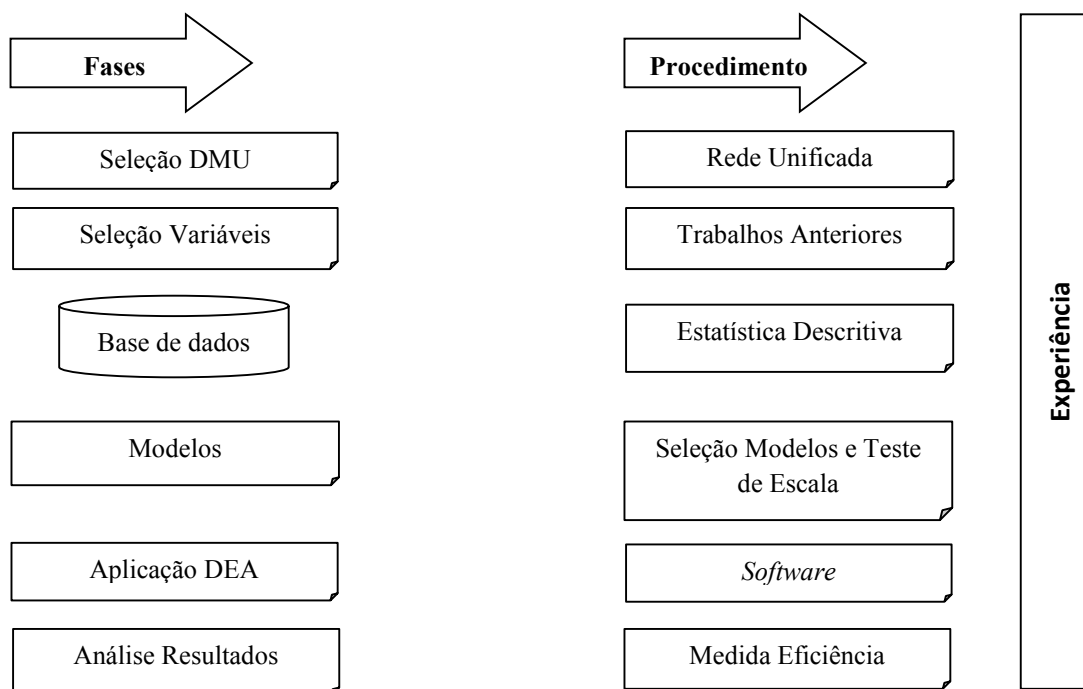 Fases
Procedimento
Seleção DMU
Rede Unificada
Seleção Variáveis
Trabalhos Anteriores
Base de dados
Estatística Descritiva
Modelos
Seleção Modelos e Teste
de Escala
Aplicação DEA
Software
Análise Resultados
Medida Eficiência
Experiência